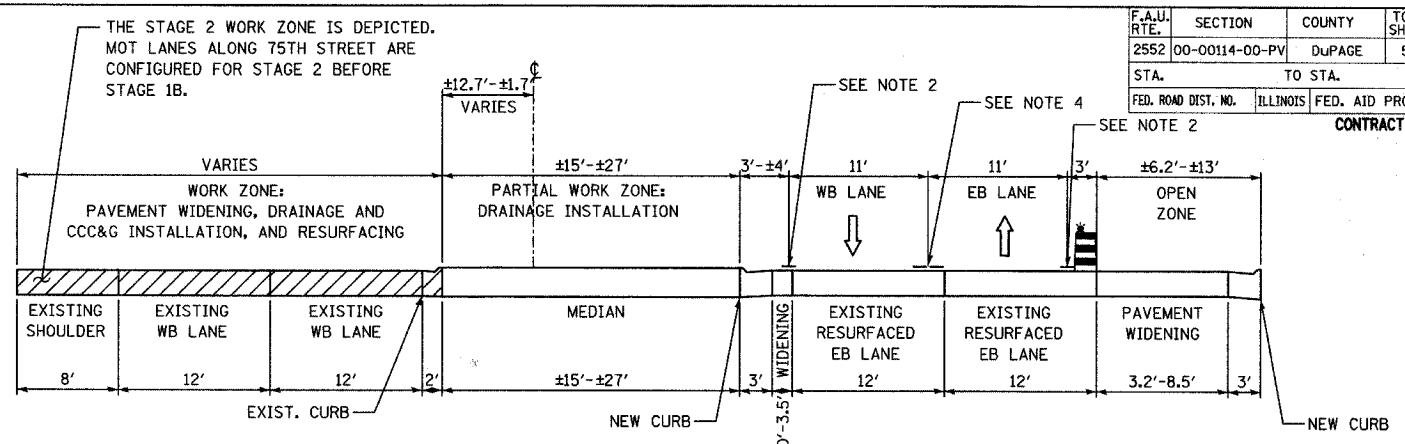 THE STAGE 2 WORK ZONE IS DEPICTED.
MOT LANES ALONG 75TH STREET ARE
CONFIGURED FOR STAGE 2 BEFORE
STAGE 1B.
F.A.U. RTE.
SECTION
COUNTY
2552
00-00114-00-PV
DuPAGE
5
STA.
TO STA.
FED. ROAD DIST. NO.
ILLINOIS
FED. AID
CONTRACT
±12.7'-±1.7'
℄
VARIES
SEE NOTE 2
SEE NOTE 4
SEE NOTE 2
VARIES
±15'-±27'
3'-±4'
11'
11'
3'
±6.2'-±13'
WORK ZONE:
PAVEMENT WIDENING, DRAINAGE AND
CCC&G INSTALLATION, AND RESURFACING
PARTIAL WORK ZONE:
DRAINAGE INSTALLATION
WB LANE
EB LANE
OPEN
ZONE
EXISTING
SHOULDER
EXISTING
WB LANE
EXISTING
WB LANE
MEDIAN
WIDENING
EXISTING
RESURFACED
EB LANE
EXISTING
RESURFACED
EB LANE
PAVEMENT
WIDENING
8'
12'
12'
2'
±15'-±27'
3'
12'
12'
3.2'-8.5'
3'
EXIST. CURB
NEW CURB
NEW CURB